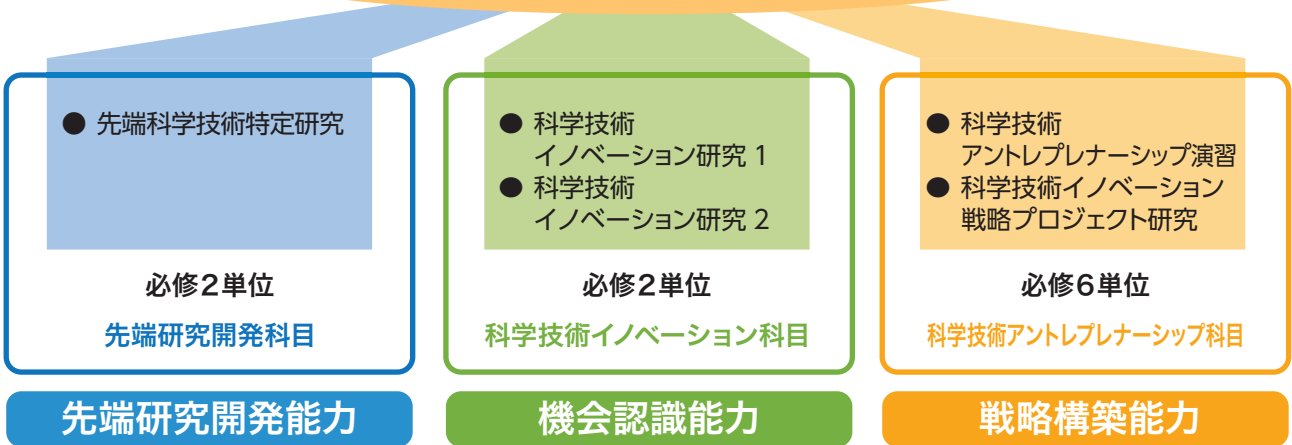 ● 先端科学技術特定研究
必修2単位
先端研究開発科目
先端研究開発能力
● 科学技術
イノベーション研究 1
● 科学技術
イノベーション研究 2
必修2単位
科学技術イノベーション科目
機会認識能力
● 科学技術
アントレプレナーシップ演習
● 科学技術イノベーション
戦略プロジェクト研究
必修6単位
科学技術アントレプレナーシップ科目
戦略構築能力